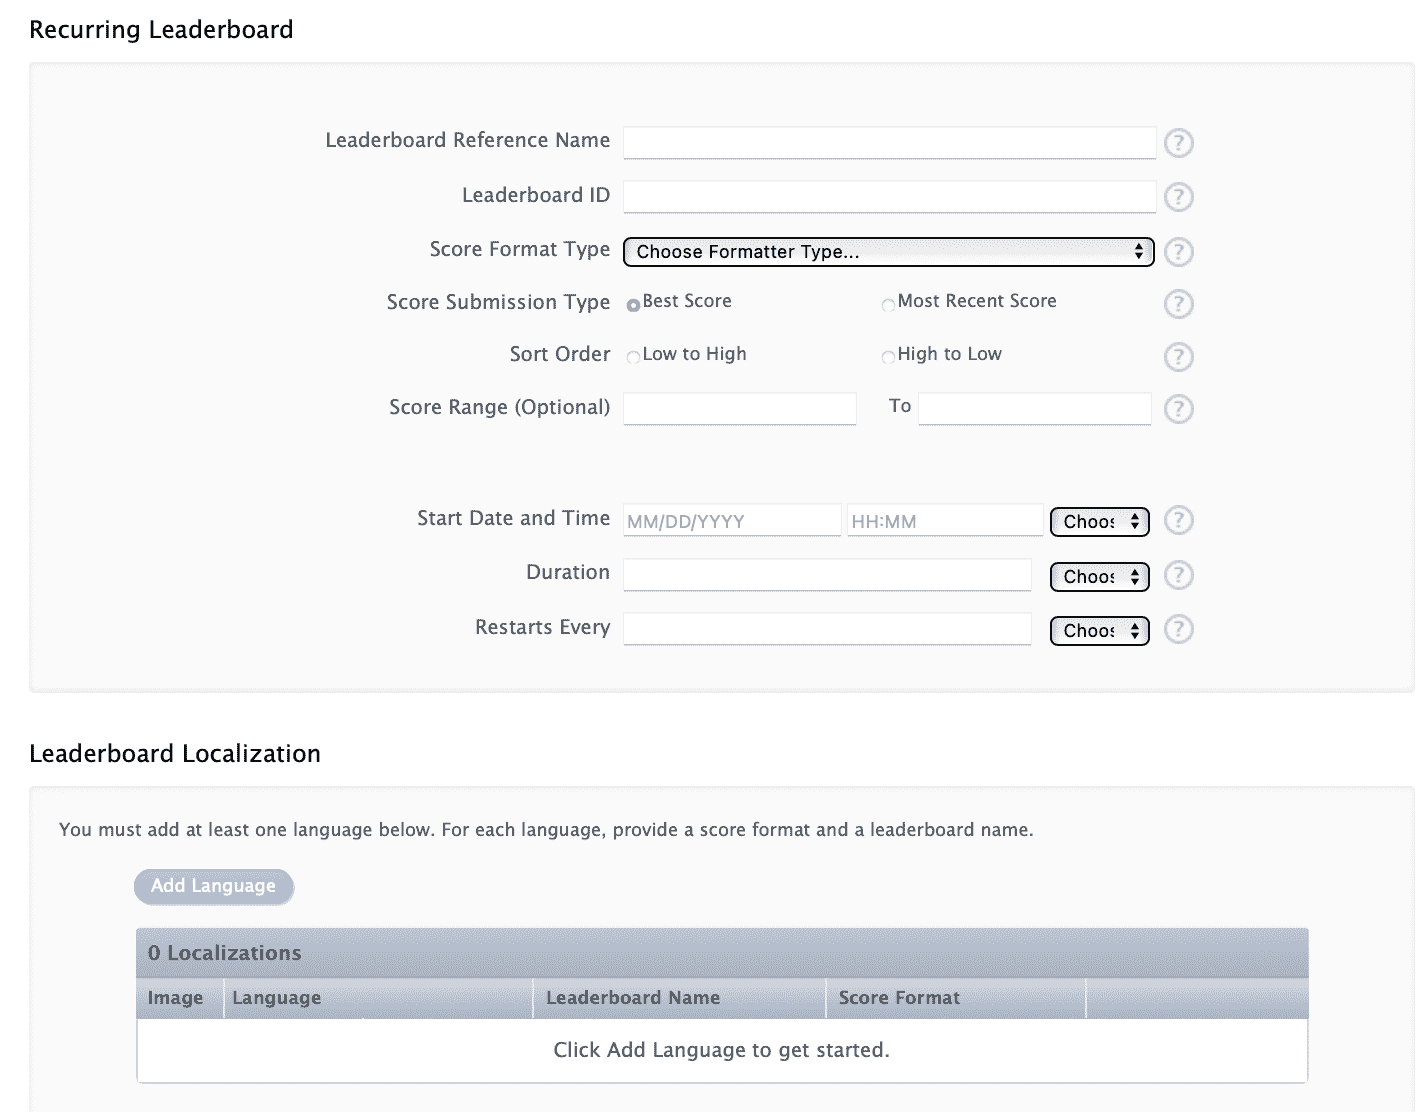 Recurring Leaderboard
Leaderboard Reference Name ?
Leaderboard ID ?
Score Format Type Choose Formatter Type... ?
Score Submission Type Best Score Most Recent Score ?
Sort Order Low to High High to Low ?
Score Range (Optional) To ?
Start Date and Time MM/DD/YYYY HH:MM Choos ?
Duration Choos ?
Restarts Every Choos ?
Leaderboard Localization
You must add at least one language below. For each language, provide a score format and a leaderboard name.
Add Language
0 Localizations
Image Language Leaderboard Name Score Format
Click Add Language to get started.